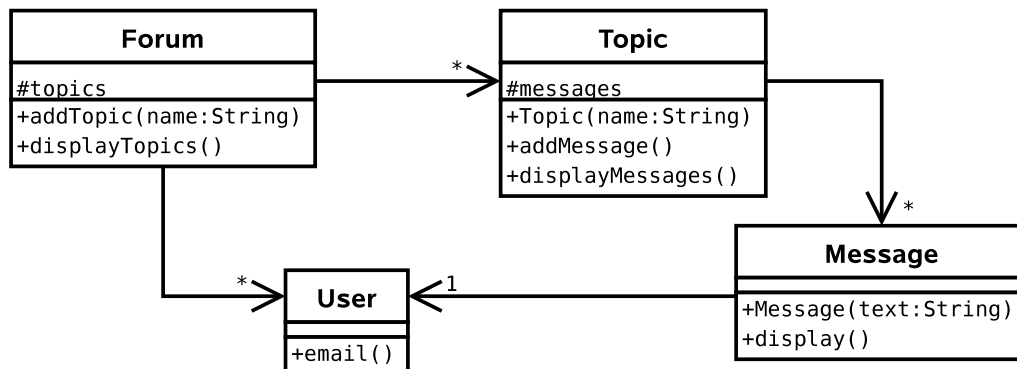 Forum
#topics
+addTopic(name:String)
+displayTopics()
*
Topic
#messages
+Topic(name:String)
+addMessage()
+displayMessages()
*
Message
+Message(text:String)
+display()
*
User
+email()
1